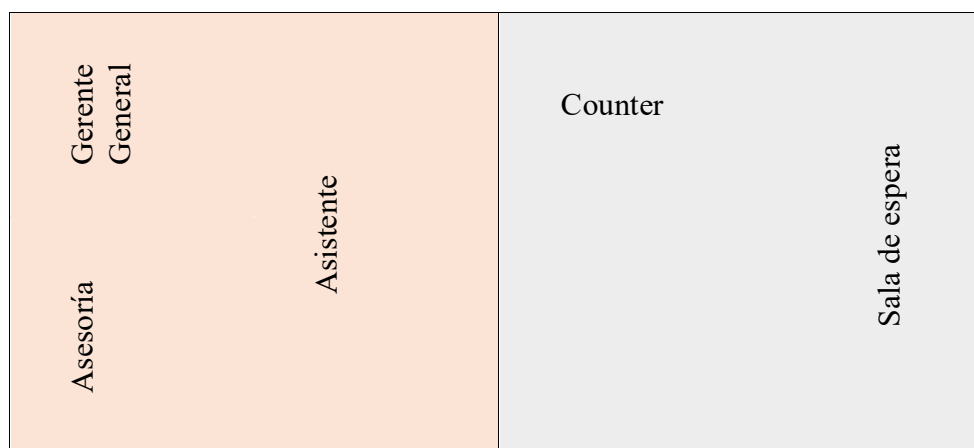 Gerente
General
Asesoría
Asistente
Counter
Sala de espera